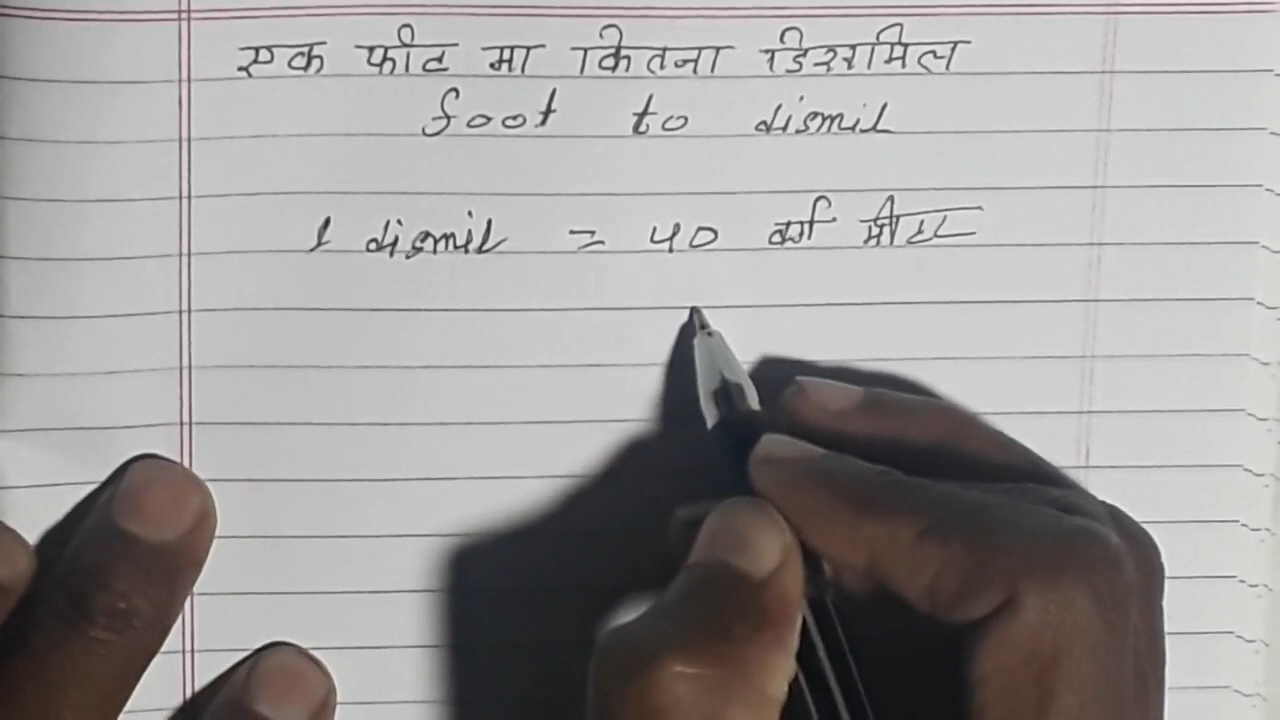 एक फीट मा कितना डिसमिल
foot to dismil
1 dismil = 40 वर्ग मीटर